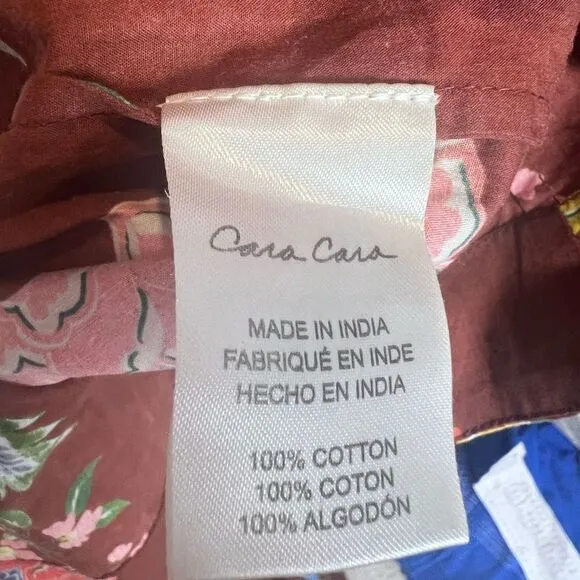 Cara Cara
MADE IN INDIA
FABRIQUÉ EN INDE
HECHO EN INDIA
100% COTTON
100% COTON
100% ALGODÓN